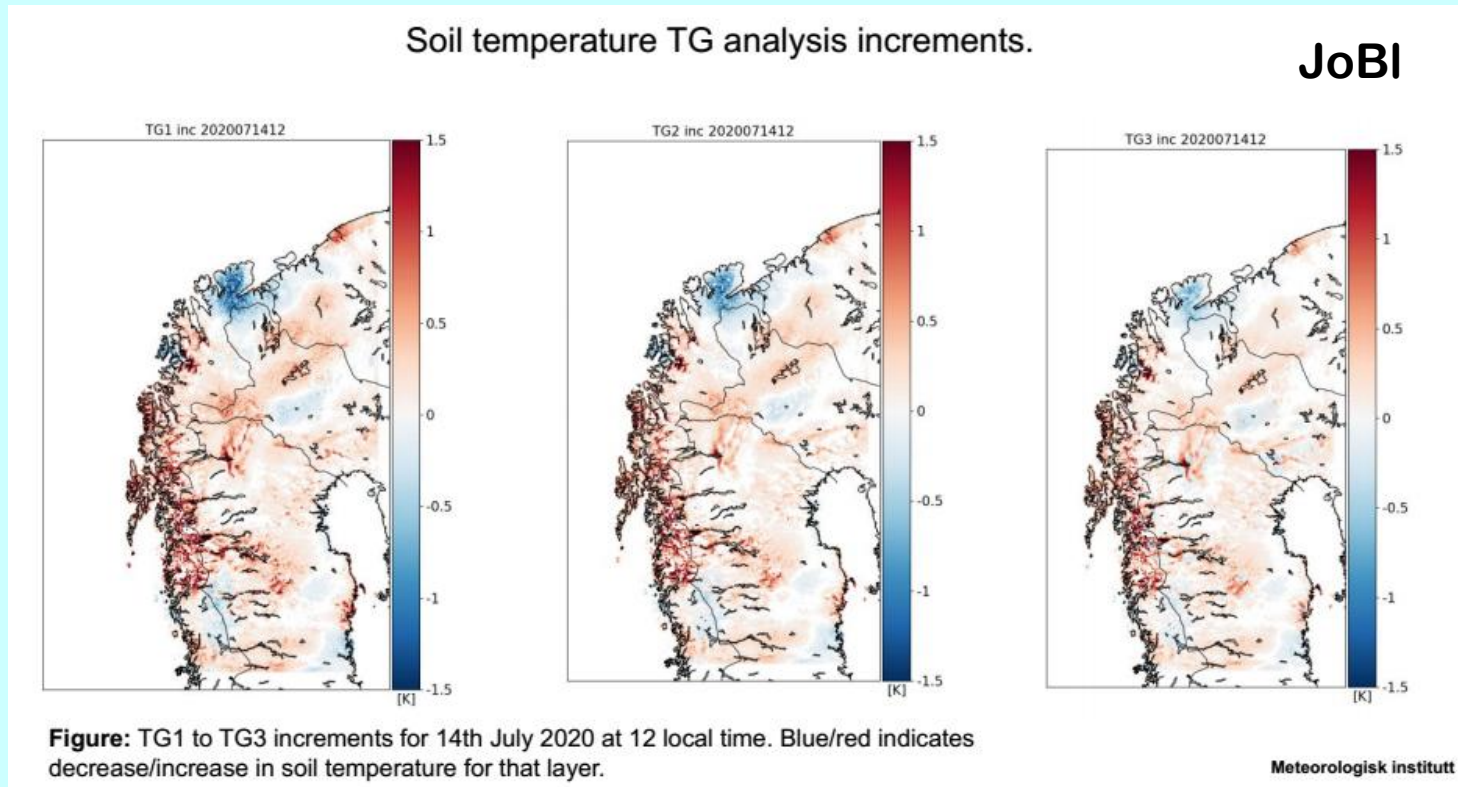 Soil temperature TG analysis increments.
JoBl
TG1 inc 2020071412
1.5
1
0.5
0
-0.5
-1
-1.5
[K]
TG2 inc 2020071412
1.5
1
0.5
0
-0.5
-1
-1.5
[K]
TG3 inc 2020071412
1.5
1
0.5
0
-0.5
-1
-1.5
[K]
Figure: TG1 to TG3 increments for 14th July 2020 at 12 local time. Blue/red indicates
decrease/increase in soil temperature for that layer.
Meteorologisk institutt